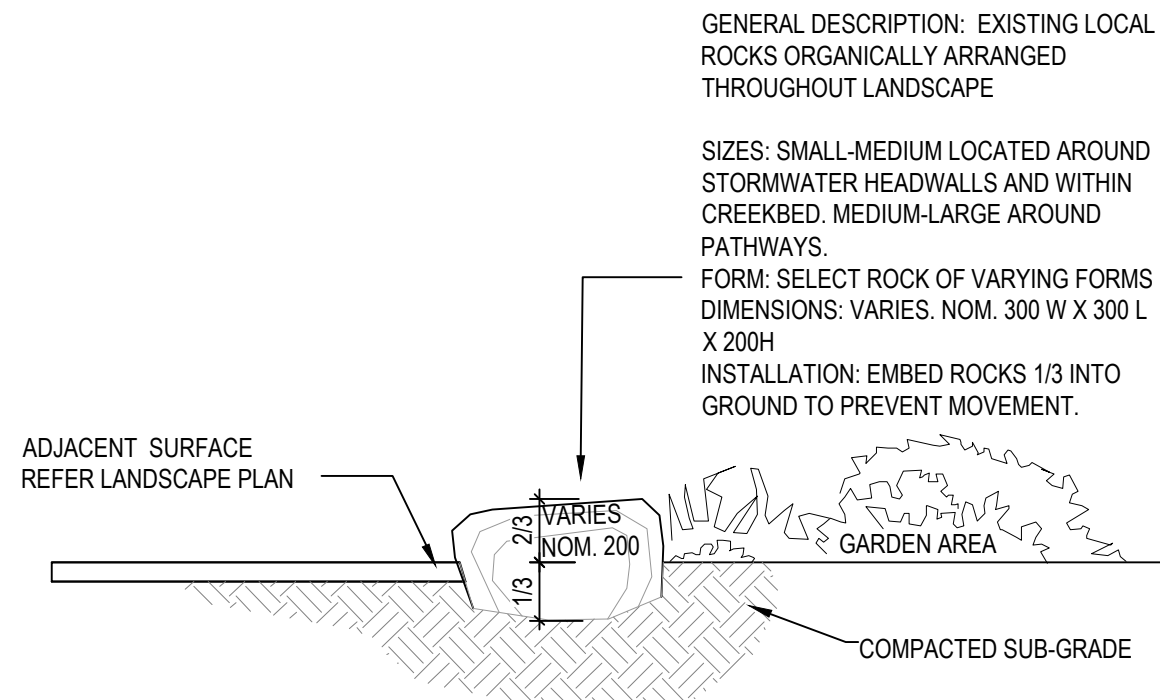 GENERAL DESCRIPTION: EXISTING LOCAL
ROCKS ORGANICALLY ARRANGED
THROUGHOUT LANDSCAPE
SIZES: SMALL-MEDIUM LOCATED AROUND
STORMWATER HEADWALLS AND WITHIN
CREEKBED. MEDIUM-LARGE AROUND
PATHWAYS.
FORM: SELECT ROCK OF VARYING FORMS
DIMENSIONS: VARIES. NOM. 300 W X 300 L
X 200H
INSTALLATION: EMBED ROCKS 1/3 INTO
GROUND TO PREVENT MOVEMENT.
ADJACENT SURFACE
REFER LANDSCAPE PLAN
2/3
VARIES
NOM. 200
1/3
GARDEN AREA
COMPACTED SUB-GRADE